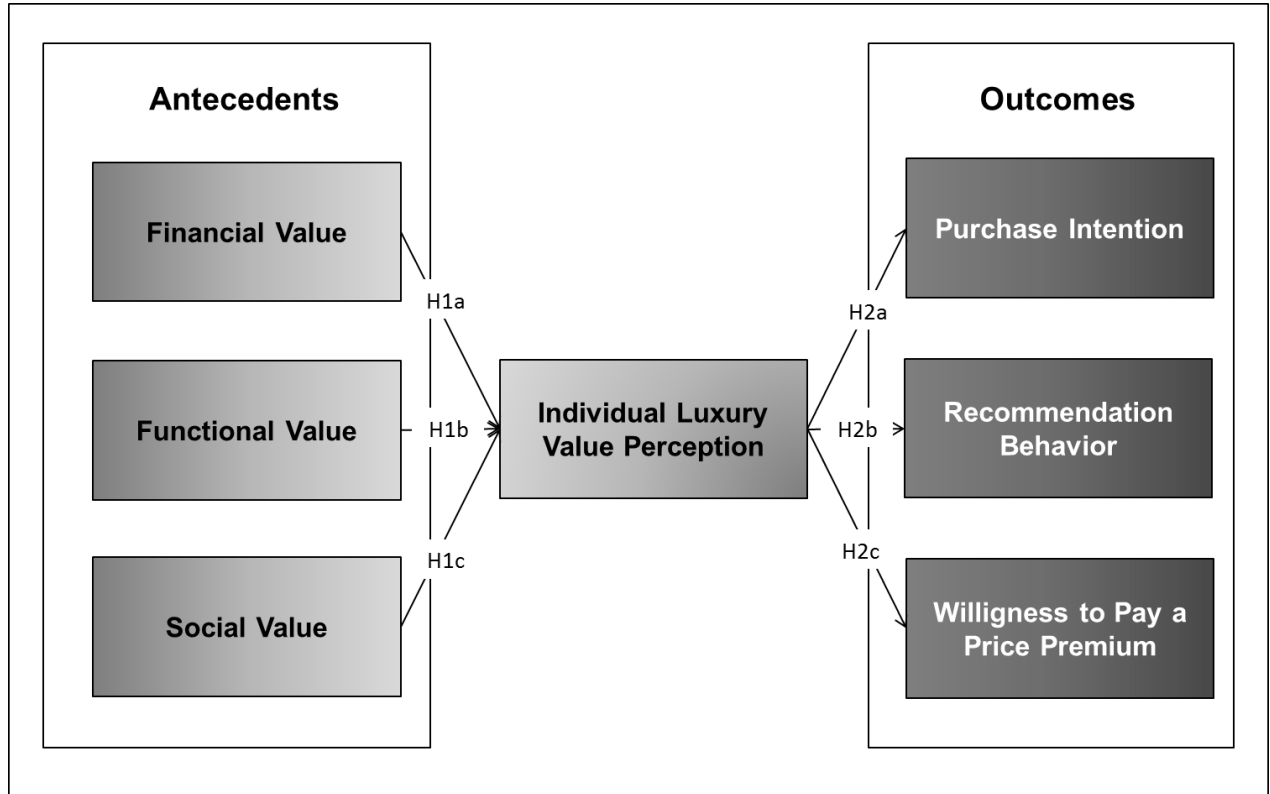 Antecedents
Financial Value
Functional Value
Social Value
H1a
H1b
H1c
Individual Luxury
Value Perception
H2a
H2b
H2c
Outcomes
Purchase Intention
Recommendation
Behavior
Willigness to Pay a
Price Premium